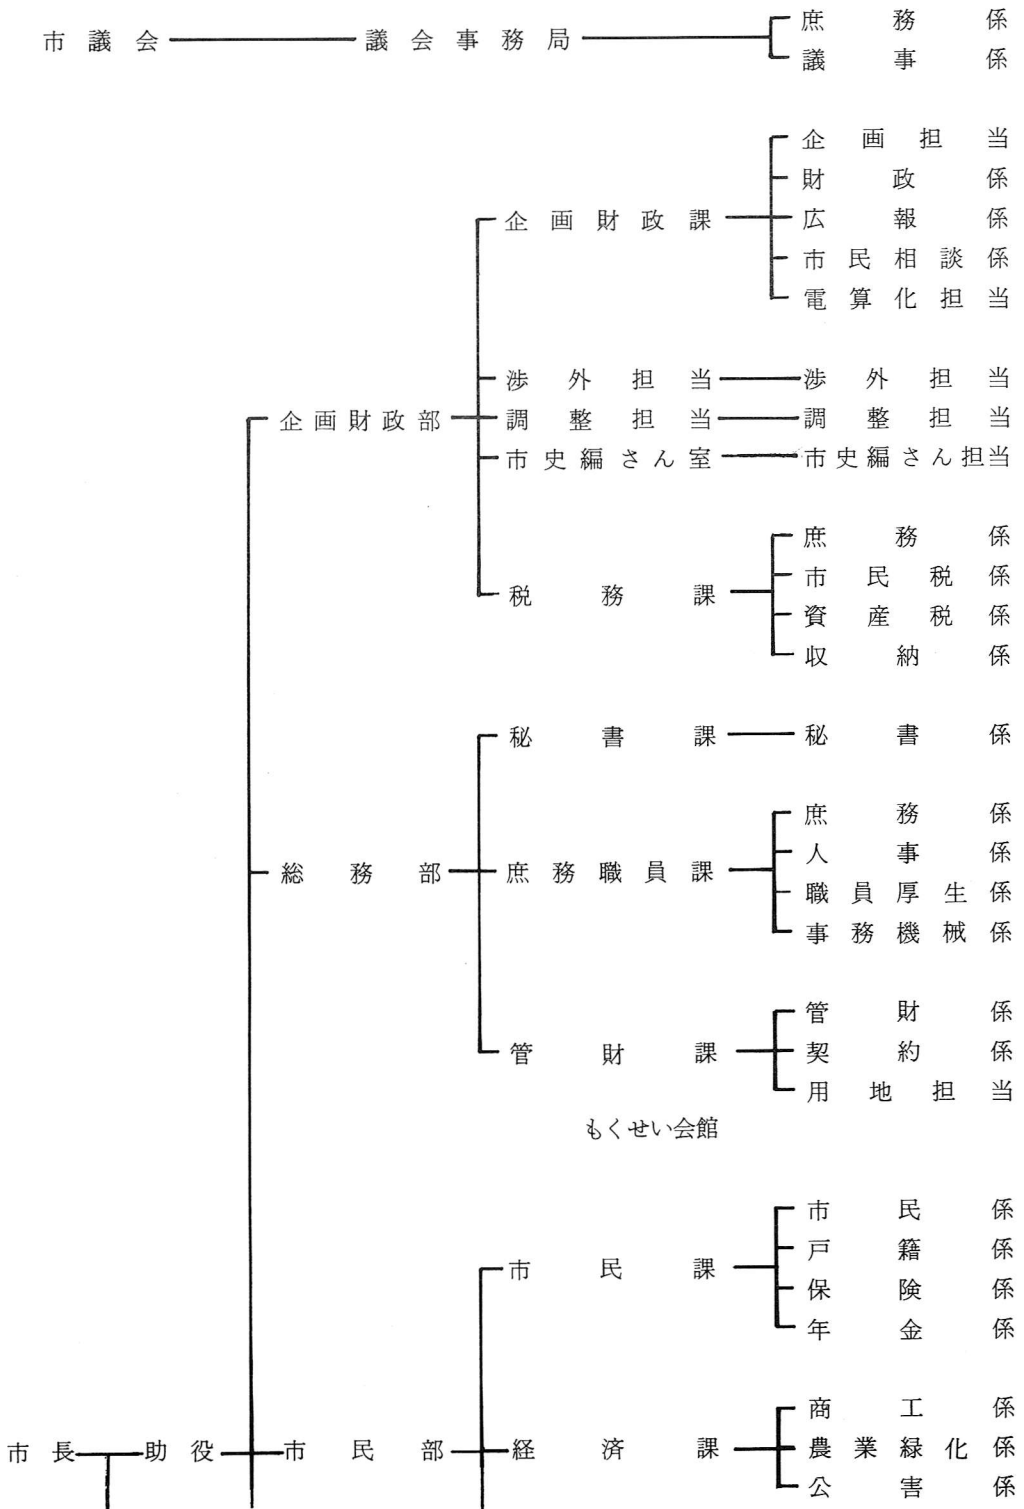 市議会 議会事務局 庶務係
議事係
企画担当
財政係
企画財政課 広報係
市民相談係
電算化担当
渉外担当 渉外担当
企画財政部 調整担当 調整担当
市史編さん室 市史編さん担当
庶務係
税務課 市民税係
資産税係
収納係
秘書課 秘書係
庶務係
人事係
総務部 庶務職員課 職員厚生係
事務機械係
管財係
管財課 契約係
用地担当
もくせい会館
市民係
市民課 戸籍係
保険係
年金係
商工係
市長 助役 市民部 経済課 農業緑化係
公害係